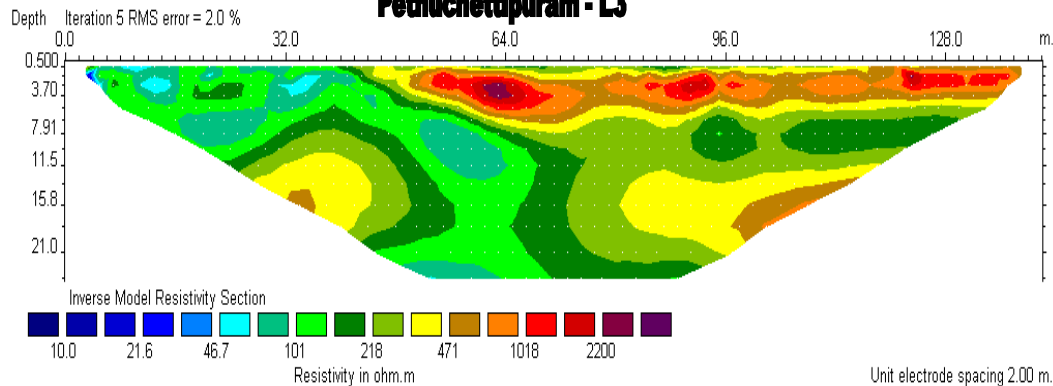 Depth Iteration 5 RMS error = 2.0 %
0.0 32.0 64.0 96.0 128.0 m.
0.500
3.70
7.91
11.5
15.8
21.0
Inverse Model Resistivity Section
10.0 21.6 46.7 101 218 471 1018 2200
Resistivity in ohm.m
Unit electrode spacing 2.00 m.